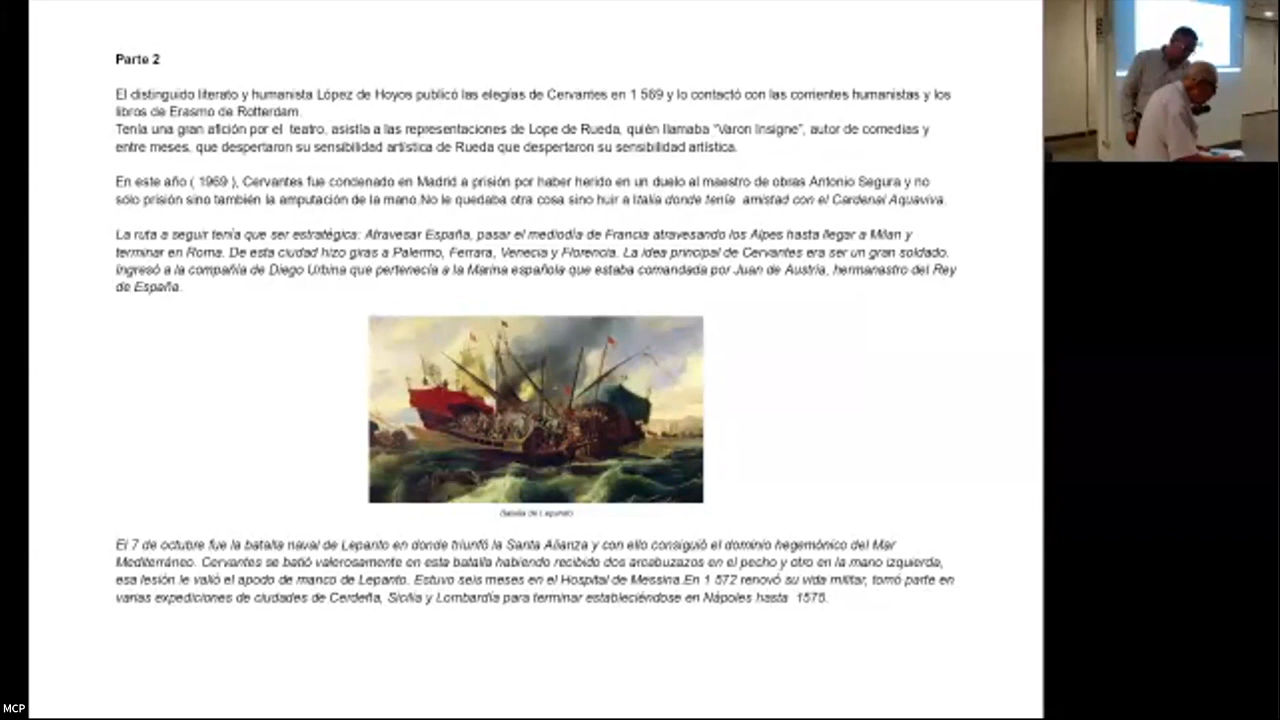 Parte 2
El distinguido literato y humanista López de Hoyos publicó las elegías de Cervantes en 1 569 y lo contactó con las corrientes humanistas y los
libros de Erasmo de Rotterdam.
Tenía una gran afición por el teatro, asistía a las representaciones de Lope de Rueda, quién llamaba "Varon Insigne", autor de comedias y
entre meses, que despertaron su sensibilidad artística de Rueda que despertaron su sensibilidad artística.
En este año ( 1969 ), Cervantes fue condenado en Madrid a prisión por haber herido en un duelo al maestro de obras Antonio Segura y no
sólo prisión sino también la amputación de la mano.No le quedaba otra cosa sino huir a Italia donde tenía amistad con el Cardenal Aquaviva.
La ruta a seguir tenía que ser estratégica: Atravesar España, pasar el mediodía de Francia atravesando los Alpes hasta llegar a Milan y
terminar en Roma. De esta ciudad hizo giras a Palermo, Ferrara, Venecia y Florencia. La idea principal de Cervantes era ser un gran soldado.
Ingresó a la compañía de Diego Urbina que pertenecía a la Marina española que estaba comandada por Juan de Austria, hermanastro del Rey
de España.
Batalla de Lepanto
El 7 de octubre fue la batalla naval de Lepanto en donde triunfó la Santa Alianza y con ello consiguió el dominio hegemónico del Mar
Mediterráneo. Cervantes se batió valerosamente en esta batalla habiendo recibido dos arcabuzazos en el pecho y otro en la mano izquierda,
esa lesión le valió el apodo de manco de Lepanto. Estuvo seis meses en el Hospital de Messina.En 1 572 renovó su vida militar, tomó parte en
varias expediciones de ciudades de Cerdeña, Sicilia y Lombardía para terminar estableciéndose en Nápoles hasta 1575.
MCP